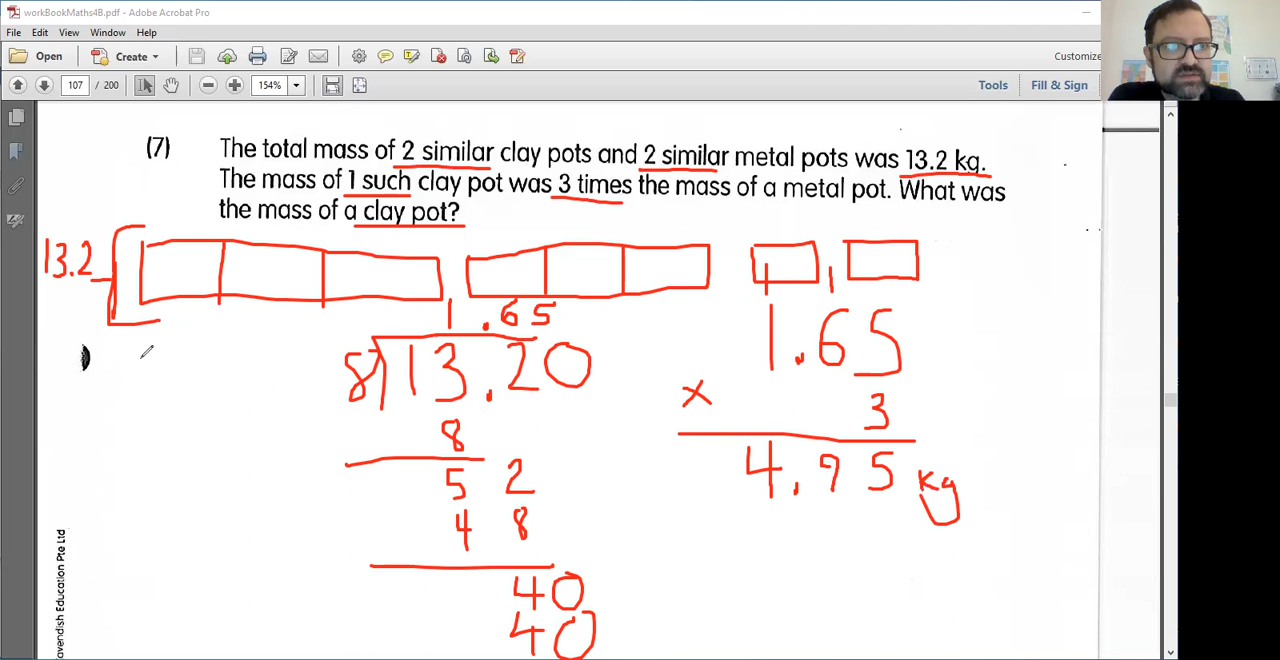 workBookMaths4B.pdf - Adobe Acrobat Pro
File Edit View Window Help
Open Create Customize
107 / 200 154% Tools Fill & Sign
(7) The total mass of 2 similar clay pots and 2 similar metal pots was 13.2 kg.
The mass of 1 such clay pot was 3 times the mass of a metal pot. What was
the mass of a clay pot?
13.2
1.65
8 13.20
8
52
48
40
40
1 1
1.65
× 3
4.95 kg
avendish Education Pte Ltd